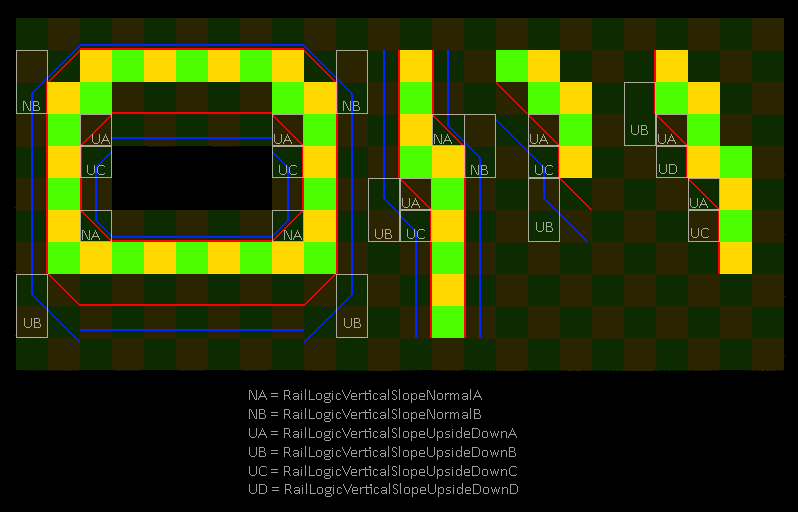 NB NB
UA UA NA UA UB UA
UC UC NB UC UD
UA UA
NA NA UB UC UB UC
UB UB
NA = RailLogicVerticalSlopeNormalA
NB = RailLogicVerticalSlopeNormalB
UA = RailLogicVerticalSlopeUpsideDownA
UB = RailLogicVerticalSlopeUpsideDownB
UC = RailLogicVerticalSlopeUpsideDownC
UD = RailLogicVerticalSlopeUpsideDownD